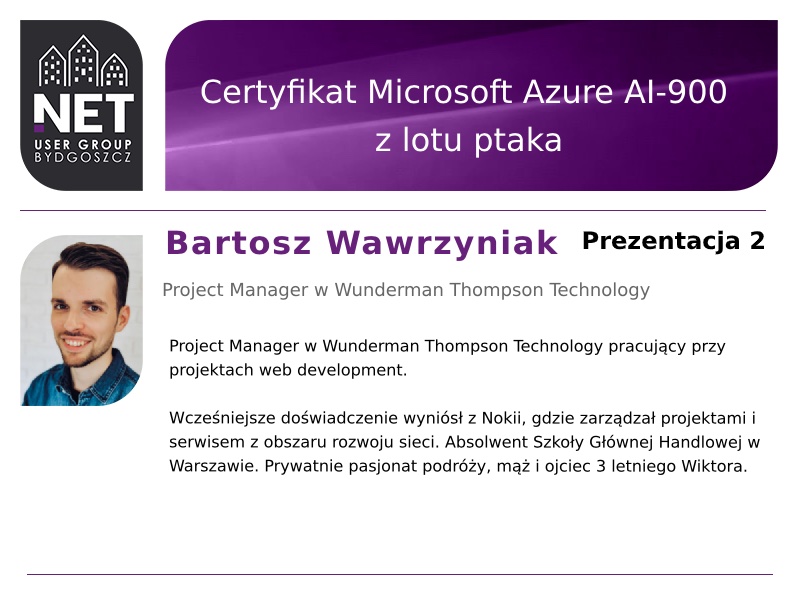 .NET
USER GROUP
BYDGOSZCZ
Certyfikat Microsoft Azure AI-900
z lotu ptaka
Bartosz Wawrzyniak
Prezentacja 2
Project Manager w Wunderman Thompson Technology
Project Manager w Wunderman Thompson Technology pracujący przy
projektach web development.
Wcześniejsze doświadczenie wyniósł z Nokii, gdzie zarządzał projektami i
serwisem z obszaru rozwoju sieci. Absolwent Szkoły Głównej Handlowej w
Warszawie. Prywatnie pasjonat podróży, mąż i ojciec 3 letniego Wiktora.